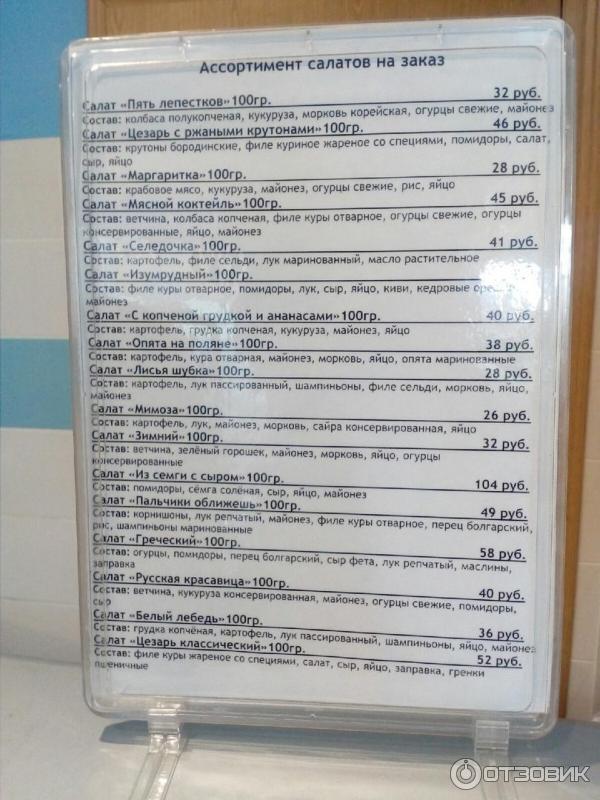 Ассортимент салатов на заказ
Салат «Пять лепестков»100гр. 32 руб.
Состав: колбаса полукопченая, кукуруза, морковь корейская, огурцы свежие, майонез
Салат «Цезарь с ржаными крутонами»100гр. 46 руб.
Состав: крутоны бородинские, филе куриное жареное со специями, помидоры, салат,
сыр, яйцо
Салат «Маргаритка»100гр. 28 руб.
Состав: крабовое мясо, кукуруза, майонез, огурцы свежие, рис, яйцо
Салат «Мясной коктейль»100гр. 45 руб.
Состав: ветчина, колбаса копченая, филе куры отварное, огурцы свежие, огурцы
консервированные, яйцо, майонез
Салат «Селедочка»100гр. 41 руб.
Состав: картофель, филе сельди, лук маринованный, масло растительное
Салат «Изумрудный»100гр.
Состав: филе куры отварное, помидоры, лук, сыр, яйцо, киви, кедровые орешки,
майонез
Салат «С копченой грудкой и ананасами»100гр. 40 руб.
Состав: картофель, грудка копченая, кукуруза, майонез, яйцо
Салат «Опята на поляне»100гр. 38 руб.
Состав: картофель, кура отварная, майонез, морковь, яйцо, опята маринованные
Салат «Лисья шубка»100гр. 28 руб.
Состав: картофель, лук пассированный, шампиньоны, филе сельди, морковь, яйцо,
майонез
Салат «Мимоза»100гр. 26 руб.
Состав: картофель, лук, майонез, морковь, сайра консервированная, яйцо
Салат «Зимний»100гр. 32 руб.
Состав: ветчина, зелёный горошек, майонез, морковь, яйцо, огурцы
консервированные
Салат «Из семги с сыром»100гр. 104 руб.
Состав: помидоры, сёмга солёная, сыр, яйцо, майонез
Салат «Пальчики оближешь»100гр. 49 руб.
Состав: корнишоны, лук репчатый, майонез, филе куры отварное, перец болгарский,
рис, шампиньоны маринованные
Салат «Греческий»100гр. 58 руб.
Состав: огурцы, помидоры, перец болгарский, сыр фета, лук репчатый, маслины,
заправка
Салат «Русская красавица»100гр. 40 руб.
Состав: ветчина, кукуруза консервированная, майонез, огурцы свежие, помидоры,
сыр
Салат «Белый лебедь»100гр. 36 руб.
Состав: грудка копчёная, картофель, лук пассированный, шампиньоны, яйцо, майонез
Салат «Цезарь классический»100гр. 52 руб.
Состав: филе куры жареное со специями, салат, сыр, яйцо, заправка, гренки
пшеничные
ОТЗОВИК